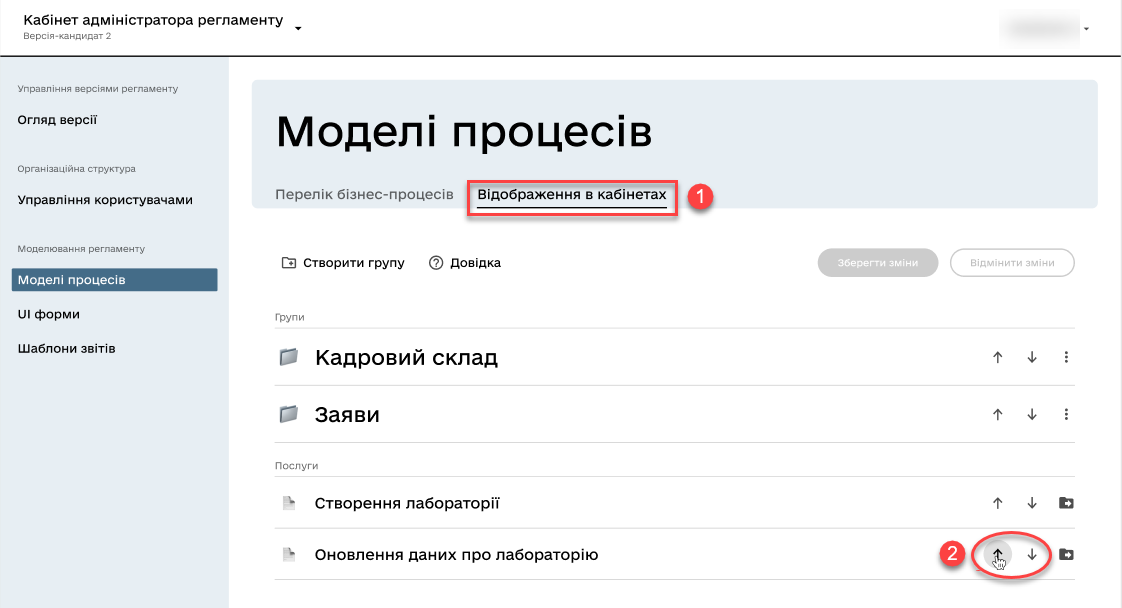 Кабінет адміністратора регламенту
Версія-кандидат 2
Управління версіями регламенту
Огляд версії
Організаційна структура
Управління користувачами
Моделювання регламенту
Моделі процесів
UI форми
Шаблони звітів
Моделі процесів
Перелік бізнес-процесів Відображення в кабінетах 1
Створити групу Довідка Зберегти зміни Відмінити зміни
Групи
Кадровий склад
Заяви
Послуги
Створення лабораторії
Оновлення даних про лабораторію 2